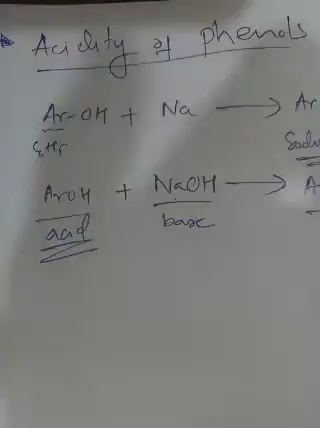 Acidity of phenols
Ar-OH + Na → Ar
C6H5
ArOH + NaOH → A
acid base